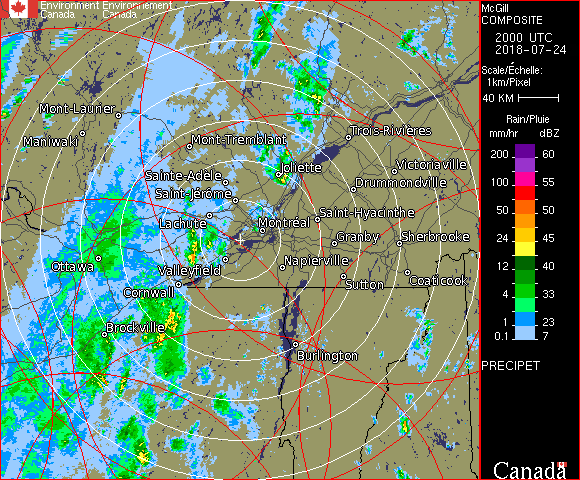 Environment Environment
Canada Canada
McGill
COMPOSITE
2000 UTC
2018-07-24
Scale/Échelle:
1km/Pixel
40 KM
Rain/Pluie
mm/hr dBZ
200 60
100 55
50 50
24 45
12 40
4 33
1 23
0.1 7
PRECIPET
Canada
Mont-Laurier
Maniwaki
Mont-Tremblant
Trois-Rivières
Joliette
Victoriaville
Sainte-Adèle
Drummondville
Saint-Jérôme
Lachute
Montréal
Saint-Hyacinthe
Granby
Sherbrooke
Ottawa
Valleyfield
Napierville
Sutton
Coaticook
Cornwall
Brockville
Burlington